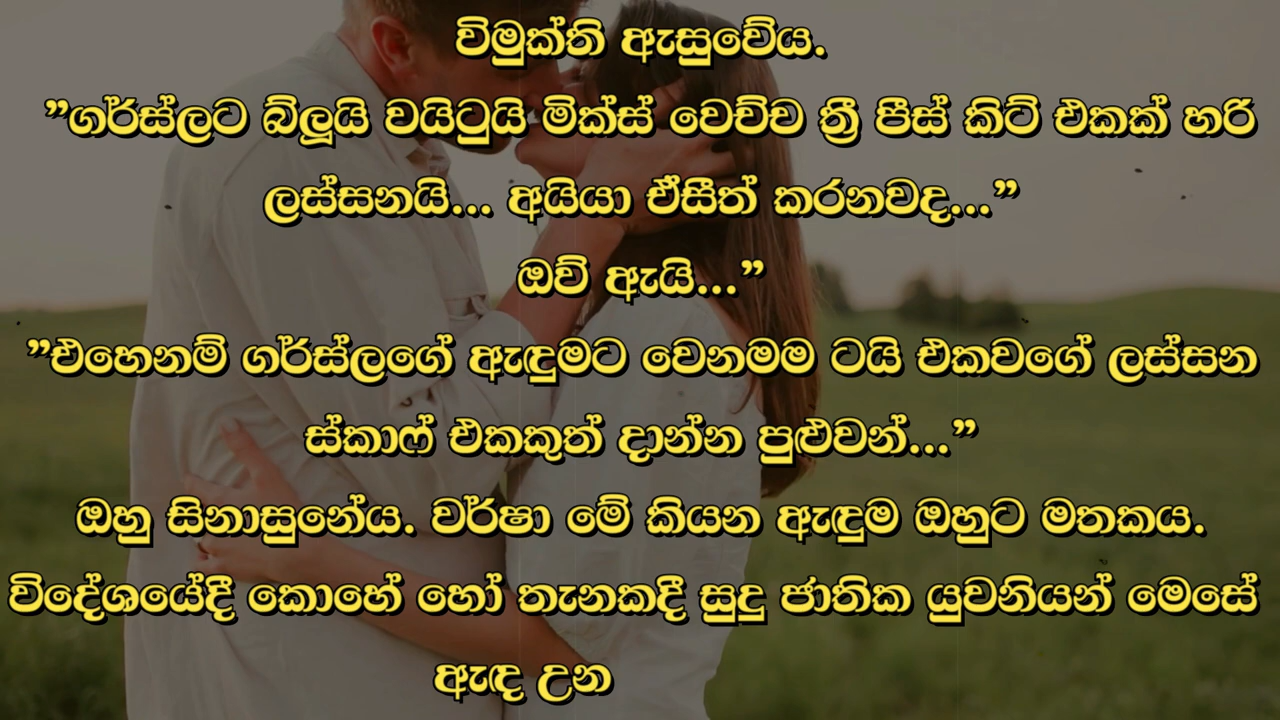 විමුක්ති ඇසුවේය.
”ගර්ස්ලට බ්ලූයි වයිටුයි මික්ස් වෙච්ච ත්‍රී පීස් කිට් එකක් හරි
ලස්සනයි... අයියා ඒසීත් කරනවද...”
ඔව් ඇයි...”
”එහෙනම් ගර්ස්ලගේ ඇඳුමට වෙනමම ටයි එකවගේ ලස්සන
ස්කාෆ් එකකුත් දාන්න පුළුවන්...”
ඔහු සිනාසුනේය. වර්ෂා මේ කියන ඇඳුම ඔහුට මතකය.
විදේශයේදී කොහේ හෝ තැනකදී සුදු ජාතික යුවනියන් මෙසේ
ඇඳ උන